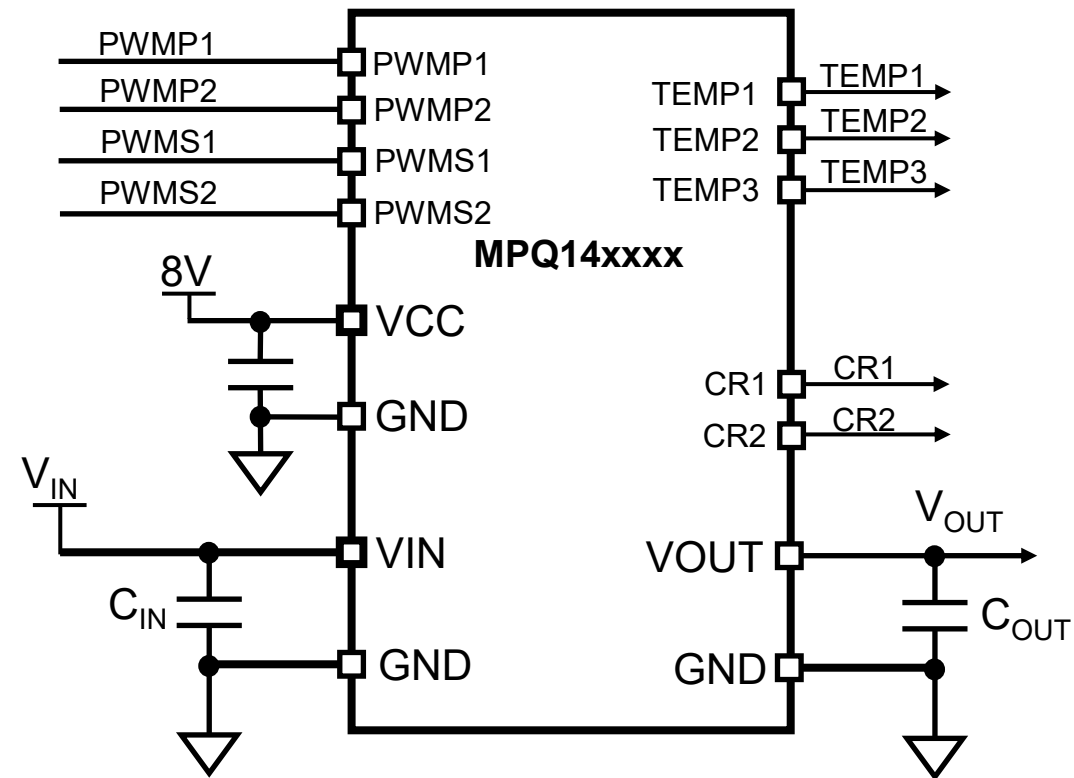 PWMP1
PWMP1
PWMP2
PWMP2
PWMS1
PWMS1
PWMS2
PWMS2
TEMP1
TEMP1
TEMP2
TEMP2
TEMP3
TEMP3
MPQ14xxxx
8V
VCC
GND
CR1
CR1
CR2
CR2
VIN
VIN
CIN
GND
VOUT
VOUT
COUT
GND